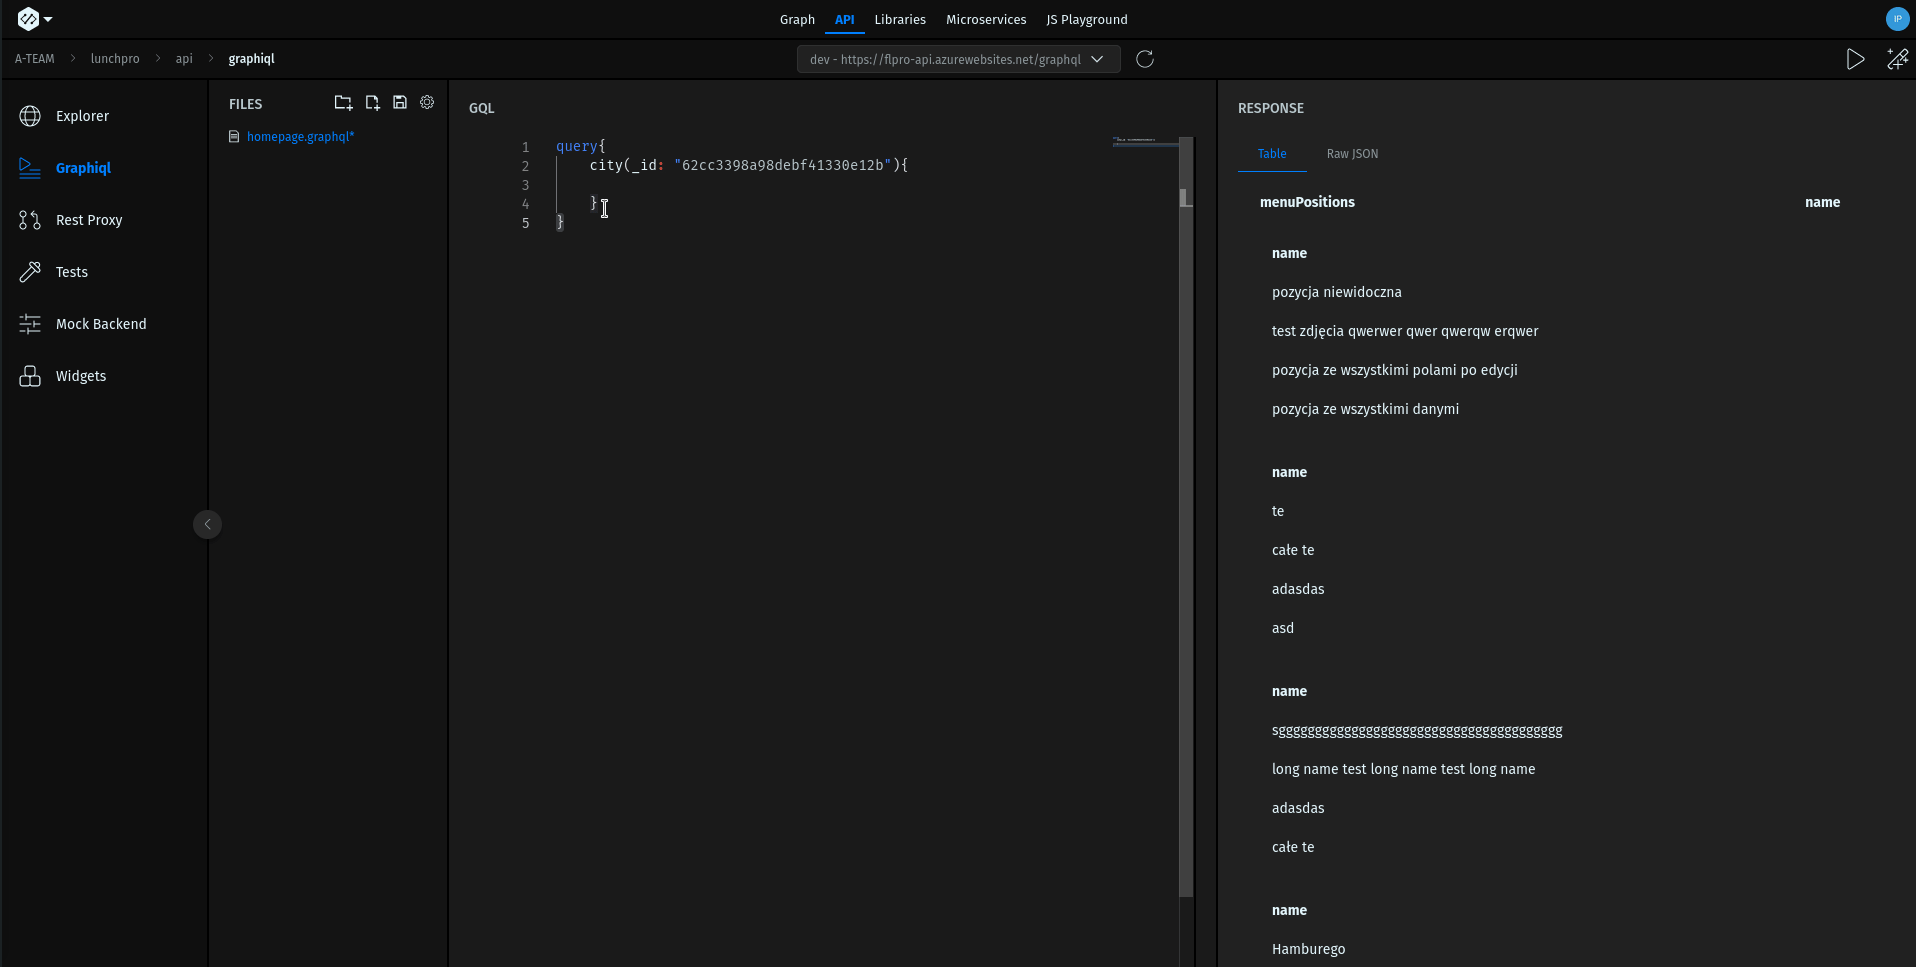 Graph API Libraries Microservices JS Playground IP
A-TEAM lunchpro api graphiql dev - https://flpro-api.azurewebsites.net/graphql
Explorer
Graphiql
Rest Proxy
Tests
Mock Backend
Widgets
FILES
homepage.graphql*
GQL
1 query{
2 city(_id: "62cc3398a98debf41330e12b"){
3
4 }
5 }
RESPONSE
Table Raw JSON
menuPositions name
name
pozycja niewidoczna
test zdjęcia qwerwer qwer qwerqw erqwer
pozycja ze wszystkimi polami po edycji
pozycja ze wszystkimi danymi
name
te
całe te
adasdas
asd
name
sggggggggggggggggggggggggggggggggggggggg
long name test long name test long name
adasdas
całe te
name
Hamburego